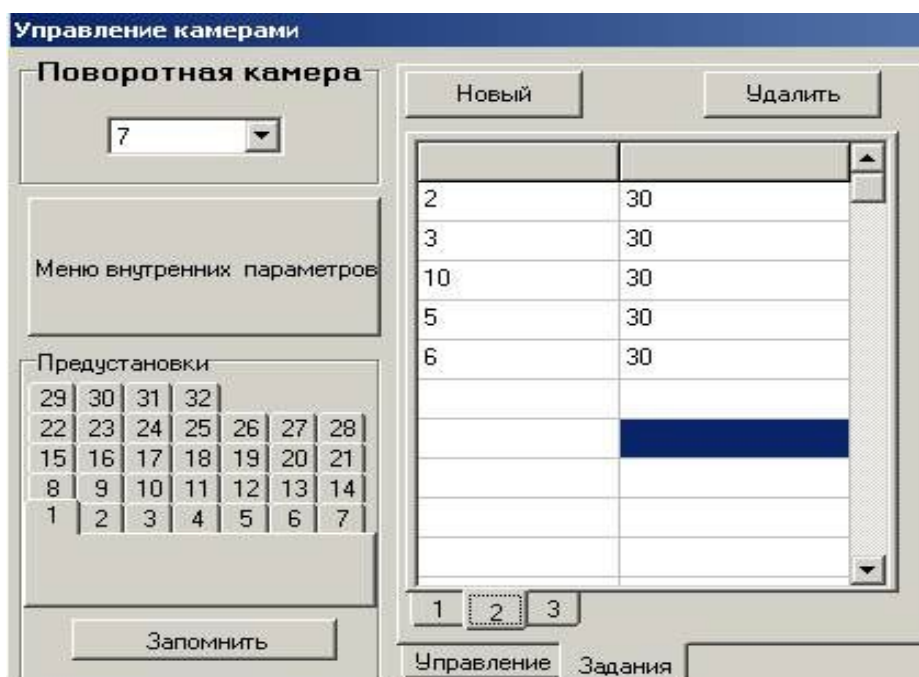 Управление камерами
Поворотная камера
7
Меню внутренних параметров
Предустановки
29 30 31 32
22 23 24 25 26 27 28
15 16 17 18 19 20 21
8 9 10 11 12 13 14
1 2 3 4 5 6 7
Запомнить
Новый Удалить
2 30
3 30
10 30
5 30
6 30
1 2 3
Управление Задания